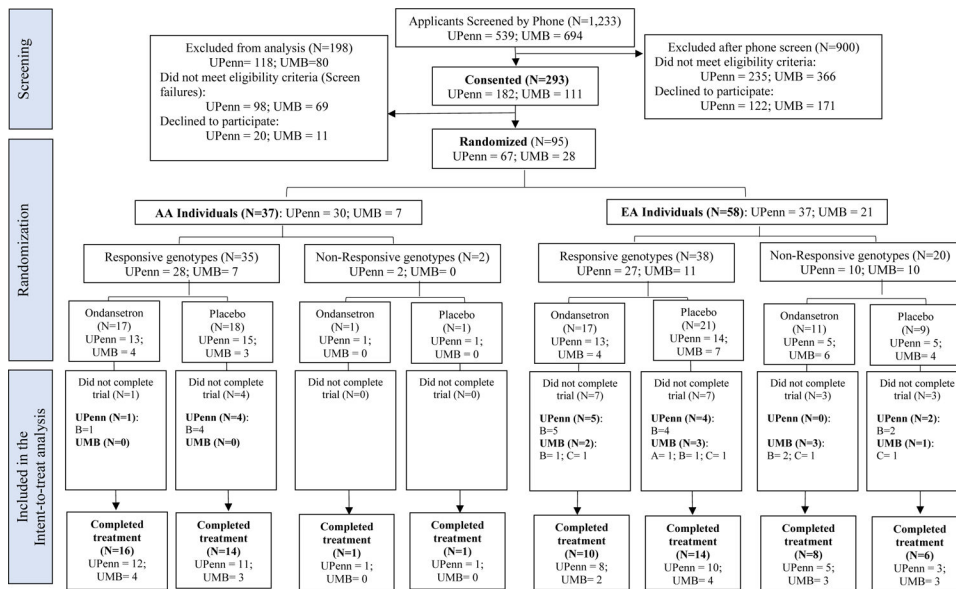 Screening
Applicants Screened by Phone (N=1,233)
UPenn = 539; UMB = 694
Excluded from analysis (N=198)
UPenn= 118; UMB=80
Did not meet eligibility criteria (Screen
failures):
UPenn = 98; UMB = 69
Declined to participate:
UPenn = 20; UMB = 11
Excluded after phone screen (N=900)
Did not meet eligibility criteria:
UPenn = 235; UMB = 366
Declined to participate:
UPenn = 122; UMB = 171
Consented (N=293)
UPenn = 182; UMB = 111
Randomization
Randomized (N=95)
UPenn = 67; UMB = 28
AA Individuals (N=37): UPenn = 30; UMB = 7
EA Individuals (N=58): UPenn = 37; UMB = 21
Responsive genotypes (N=35)
UPenn = 28; UMB= 7
Non-Responsive genotypes (N=2)
UPenn = 2; UMB= 0
Responsive genotypes (N=38)
UPenn = 27; UMB= 11
Non-Responsive genotypes (N=20)
UPenn = 10; UMB= 10
Ondansetron
(N=17)
UPenn = 13;
UMB = 4
Placebo
(N=18)
UPenn = 15;
UMB = 3
Ondansetron
(N=1)
UPenn = 1;
UMB = 0
Placebo
(N=1)
UPenn = 1;
UMB = 0
Ondansetron
(N=17)
UPenn = 13;
UMB = 4
Placebo
(N=21)
UPenn = 14;
UMB = 7
Ondansetron
(N=11)
UPenn = 5;
UMB= 6
Placebo
(N=9)
UPenn = 5;
UMB = 4
Included in the
Intent-to-treat analysis
Did not complete
trial (N=1)
UPenn (N=1):
B=1
UMB (N=0)
Did not complete
trial (N=4)
UPenn (N=4):
B=4
UMB (N=0)
Did not complete
trial (N=0)
Did not complete
trial (N=0)
Did not complete
trial (N=7)
UPenn (N=5):
B=5
UMB (N=2):
B= 1; C= 1
Did not complete
trial (N=7)
UPenn (N=4):
B=4
UMB (N=3):
A= 1; B= 1; C= 1
Did not complete
trial (N=3)
UPenn (N=0):
UMB (N=3):
B= 2; C= 1
Did not complete
trial (N=3)
UPenn (N=2):
B=2
UMB (N=1):
C= 1
Completed
treatment
(N=16)
UPenn = 12;
UMB= 4
Completed
treatment
(N=14)
UPenn = 11;
UMB= 3
Completed
treatment
(N=1)
UPenn = 1;
UMB= 0
Completed
treatment
(N=1)
UPenn = 1;
UMB= 0
Completed
treatment
(N=10)
UPenn = 8;
UMB= 2
Completed
treatment
(N=14)
UPenn = 10;
UMB= 4
Completed
treatment
(N=8)
UPenn = 5;
UMB= 3
Completed
treatment
(N=6)
UPenn = 3;
UMB= 3